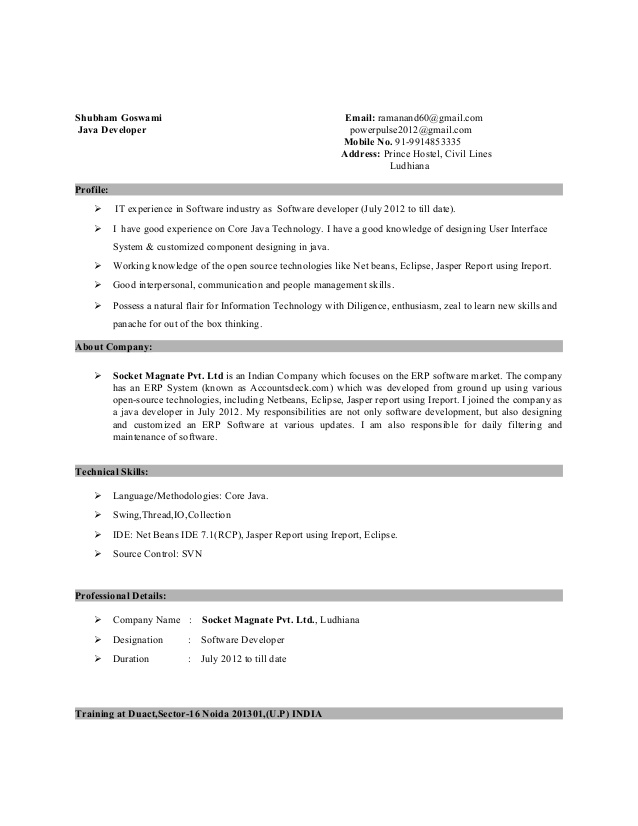 Shubham Goswami Email: ramanand60@gmail.com
Java Developer powerpulse2012@gmail.com
Mobile No. 91-9914853335
Address: Prince Hostel, Civil Lines
Ludhiana
Profile:
➢ IT experience in Software industry as Software developer (July 2012 to till date).
➢ I have good experience on Core Java Technology. I have a good knowledge of designing User Interface
System & customized component designing in java.
➢ Working knowledge of the open source technologies like Net beans, Eclipse, Jasper Report using Ireport.
➢ Good interpersonal, communication and people management skills.
➢ Possess a natural flair for Information Technology with Diligence, enthusiasm, zeal to learn new skills and
panache for out of the box thinking.
About Company:
➢ Socket Magnate Pvt. Ltd is an Indian Company which focuses on the ERP software market. The company
has an ERP System (known as Accountsdeck.com) which was developed from ground up using various
open-source technologies, including Netbeans, Eclipse, Jasper report using Ireport. I joined the company as
a java developer in July 2012. My responsibilities are not only software development, but also designing
and customized an ERP Software at various updates. I am also responsible for daily filtering and
maintenance of software.
Technical Skills:
➢ Language/Methodologies: Core Java.
➢ Swing,Thread,IO,Collection
➢ IDE: Net Beans IDE 7.1(RCP), Jasper Report using Ireport, Eclipse.
➢ Source Control: SVN
Professional Details:
➢ Company Name : Socket Magnate Pvt. Ltd., Ludhiana
➢ Designation : Software Developer
➢ Duration : July 2012 to till date
Training at Duact,Sector-16 Noida 201301,(U.P) INDIA